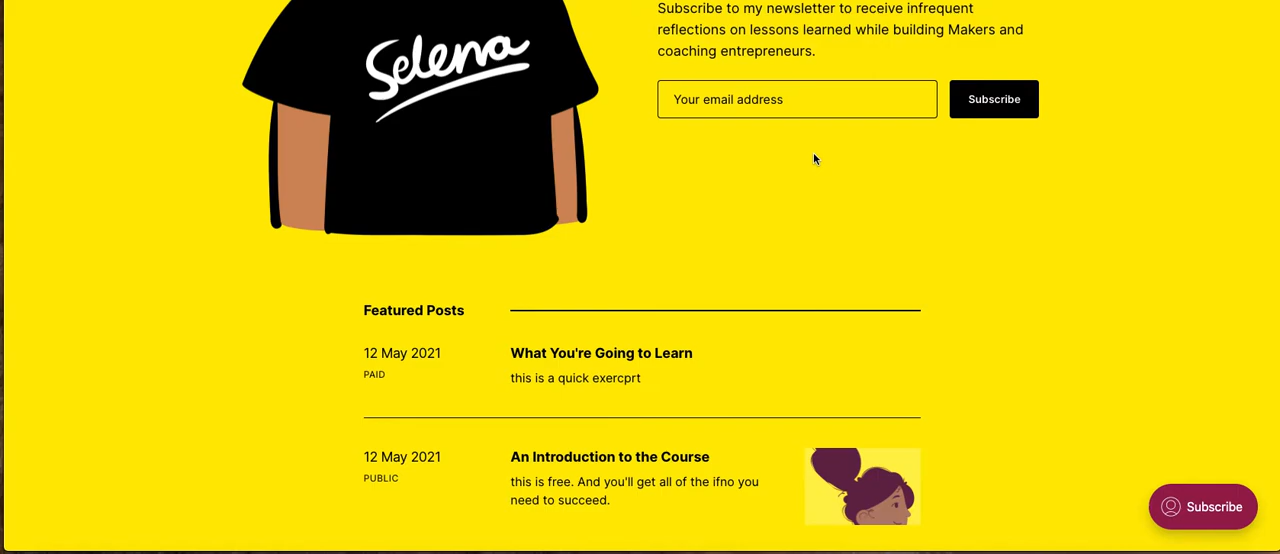 Selena
Subscribe to my newsletter to receive infrequent
reflections on lessons learned while building Makers and
coaching entrepreneurs.
Your email address
Subscribe
Featured Posts
12 May 2021
PAID
What You're Going to Learn
this is a quick exercprt
12 May 2021
PUBLIC
An Introduction to the Course
this is free. And you'll get all of the ifno you
need to succeed.
Subscribe